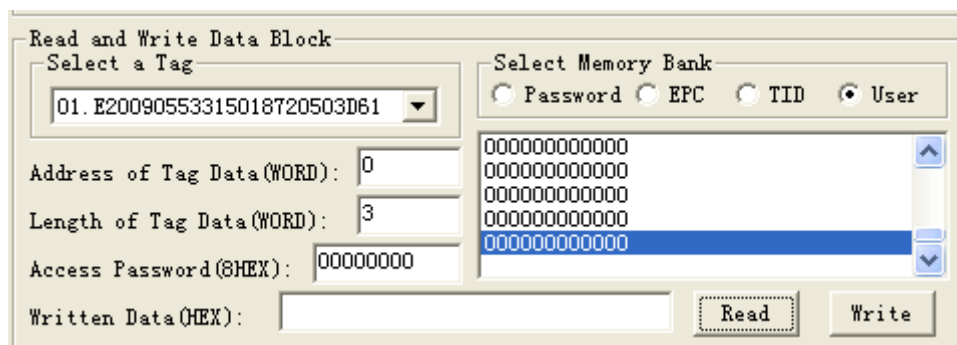 Read and Write Data Block
Select a Tag
01. E20090553315018720503D61
Address of Tag Data(WORD): 0
Length of Tag Data(WORD): 3
Access Password(8HEX): 00000000
Written Data(HEX):
Select Memory Bank
Password EPC TID User
000000000000
000000000000
000000000000
000000000000
000000000000
Read Write